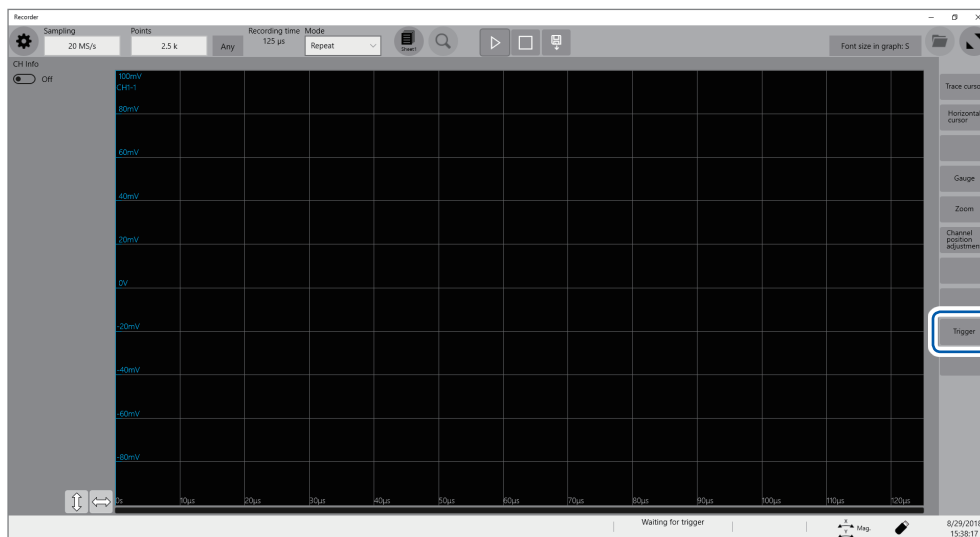 Recorder
Sampling
20 MS/s
Points
2.5 k
Any
Recording time
125 µs
Mode
Repeat
Sheet1
Font size in graph: S
CH Info
Off
100mV
CH1-1
80mV
60mV
40mV
20mV
0V
-20mV
-40mV
-60mV
-80mV
0s 10µs 20µs 30µs 40µs 50µs 60µs 70µs 80µs 90µs 100µs 110µs 120µs
Trace curso
Horizontal
cursor
Gauge
Zoom
Channel
position
adjustmen
Trigger
Waiting for trigger
X
Y
Mag.
8/29/2018
15:38:17